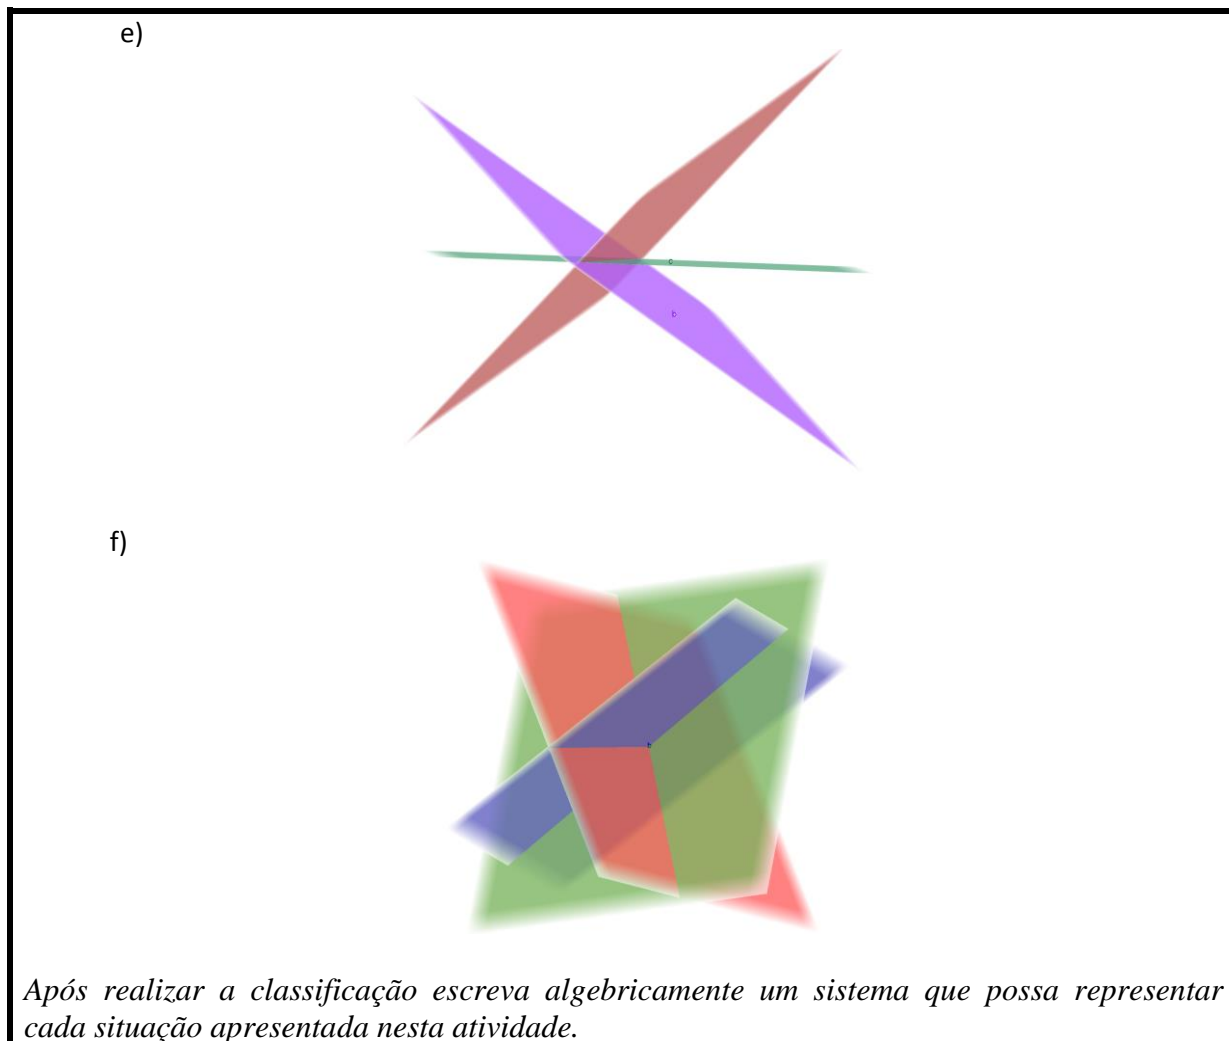 e)
c
b
f)
b
Após realizar a classificação escreva algebricamente um sistema que possa representar
cada situação apresentada nesta atividade.